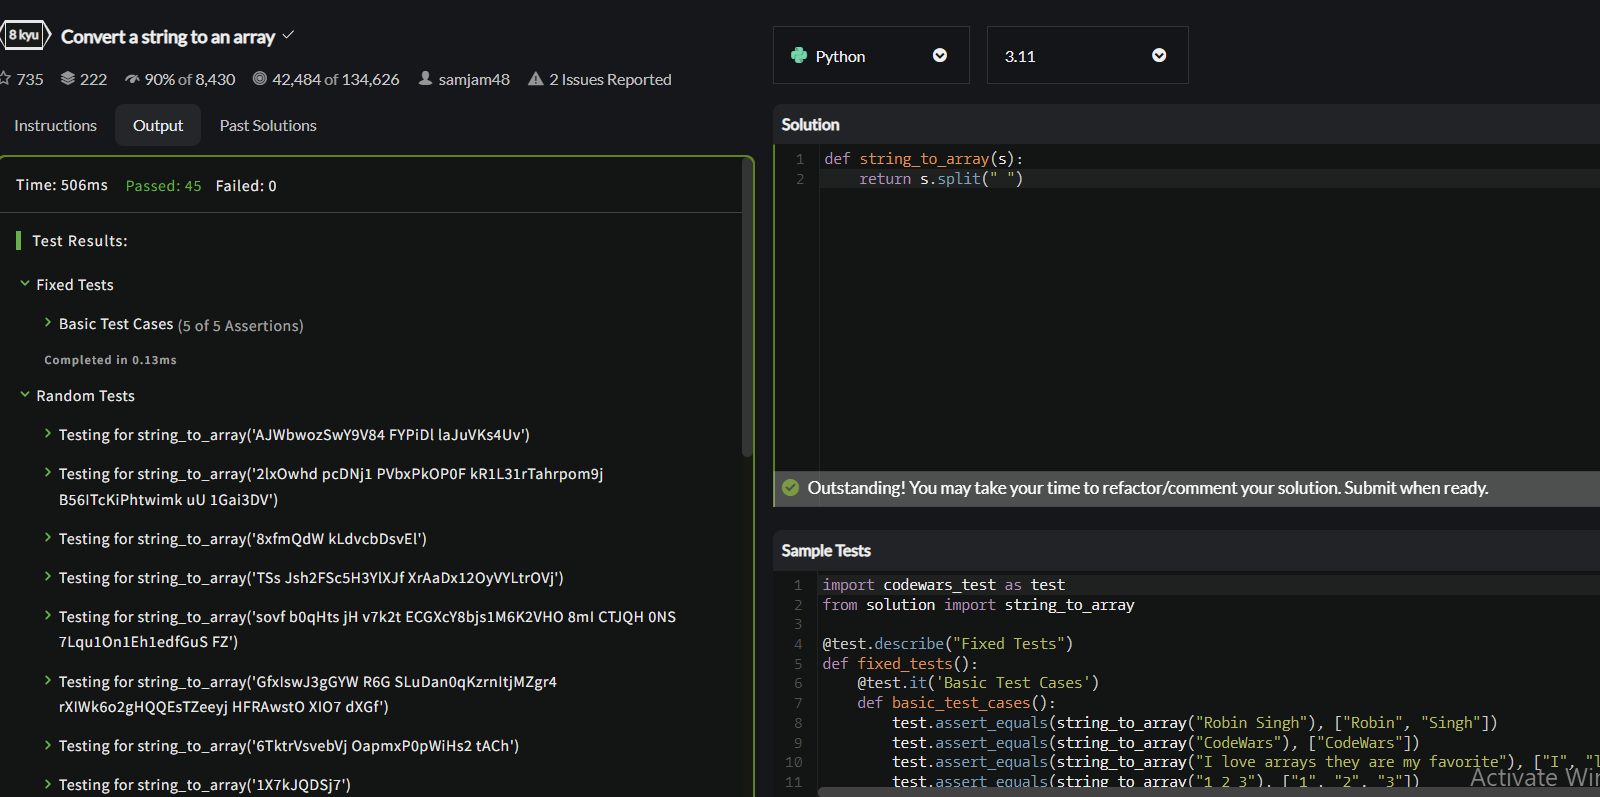 8 kyu Convert a string to an array
735 222 90% of 8,430 42,484 of 134,626 samjam48 2 Issues Reported
Instructions Output Past Solutions
Time: 506ms Passed: 45 Failed: 0
Test Results:
Fixed Tests
Basic Test Cases (5 of 5 Assertions)
Completed in 0.13ms
Random Tests
Testing for string_to_array('AJWbwozSwY9V84 FYPiDl laJuVKs4Uv')
Testing for string_to_array('2lxOwhd pcDNj1 PVbxPkOP0F kR1L31rTahrpom9j
B56ITcKiPhtwimk uU 1Gai3DV')
Testing for string_to_array('8xfmQdW kLdvcbDsvEl')
Testing for string_to_array('TSs Jsh2FSc5H3YlXJf XrAaDx12OyVYLtrOVj')
Testing for string_to_array('sovf b0qHts jH v7k2t ECGXcY8bjs1M6K2VHO 8mI CTJQH 0NS
7Lqu1On1Eh1edfGuS FZ')
Testing for string_to_array('GfxIswJ3gGYW R6G SLuDan0qKzrnItjMZgr4
rXIWk6o2gHQQEsTZeeyj HFRAwstO XIO7 dXGf')
Testing for string_to_array('6TktrVsvebVj OapmxP0pWiHs2 tACh')
Testing for string_to_array('1X7kJQDSj7')
Python 3.11
Solution
1 def string_to_array(s):
2 return s.split(" ")
Outstanding! You may take your time to refactor/comment your solution. Submit when ready.
Sample Tests
1 import codewars_test as test
2 from solution import string_to_array
3
4 @test.describe("Fixed Tests")
5 def fixed_tests():
6 @test.it('Basic Test Cases')
7 def basic_test_cases():
8 test.assert_equals(string_to_array("Robin Singh"), ["Robin", "Singh"])
9 test.assert_equals(string_to_array("CodeWars"), ["CodeWars"])
10 test.assert_equals(string_to_array("I love arrays they are my favorite"), ["I", "l
11 test.assert_equals(string_to_array("1 2 3"), ["1", "2", "3"])
Activate Win